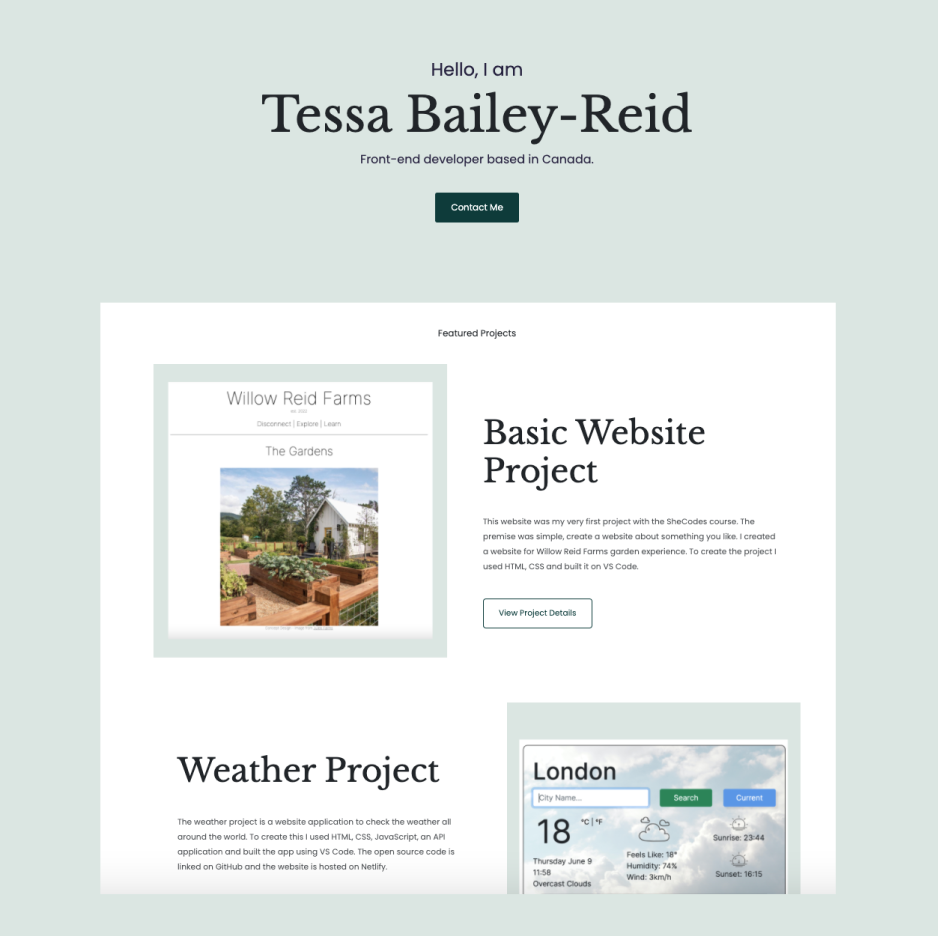 Hello, I am
Tessa Bailey-Reid
Front-end developer based in Canada.
Contact Me
Featured Projects
Willow Reid Farms
est. 2022
Disconnect | Explore | Learn
The Gardens
Basic Website
Project
This website was my very first project with the SheCodes course. The
premise was simple, create a website about something you like. I created
a website for Willow Reid Farms garden experience. To create the project I
used HTML, CSS and built it on VS Code.
View Project Details
Weather Project
The weather project is a website application to check the weather all
around the world. To create this I used HTML, CSS, JavaScript, an API
application and built the app using VS Code. The open source code is
linked on GitHub and the website is hosted on Netlify.
London
City Name...
Search
Current
18
°C | °F
Thursday June 9
11:58
Overcast Clouds
Feels Like: 18°
Humidity: 74%
Wind: 3km/h
Sunrise: 23:44
Sunset: 16:15